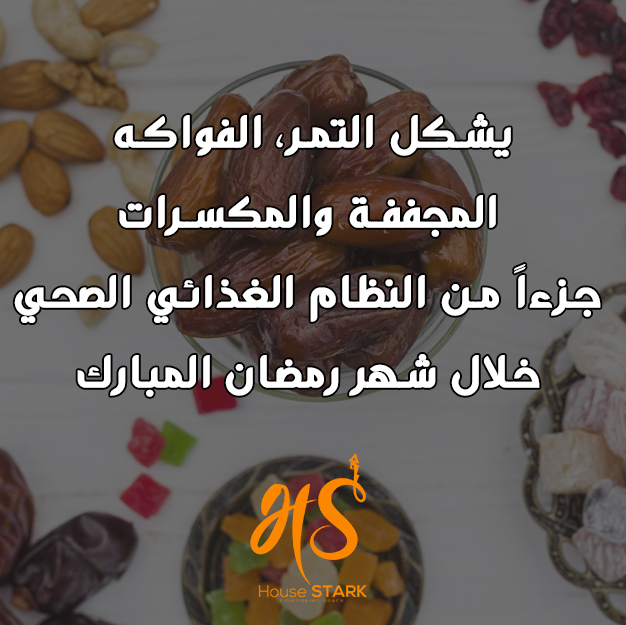 يشكل التمر، الفواكه
المجففة والمكسرات
جزءاً من النظام الغذائي الصحي
خلال شهر رمضان المبارك
HS
House STARK